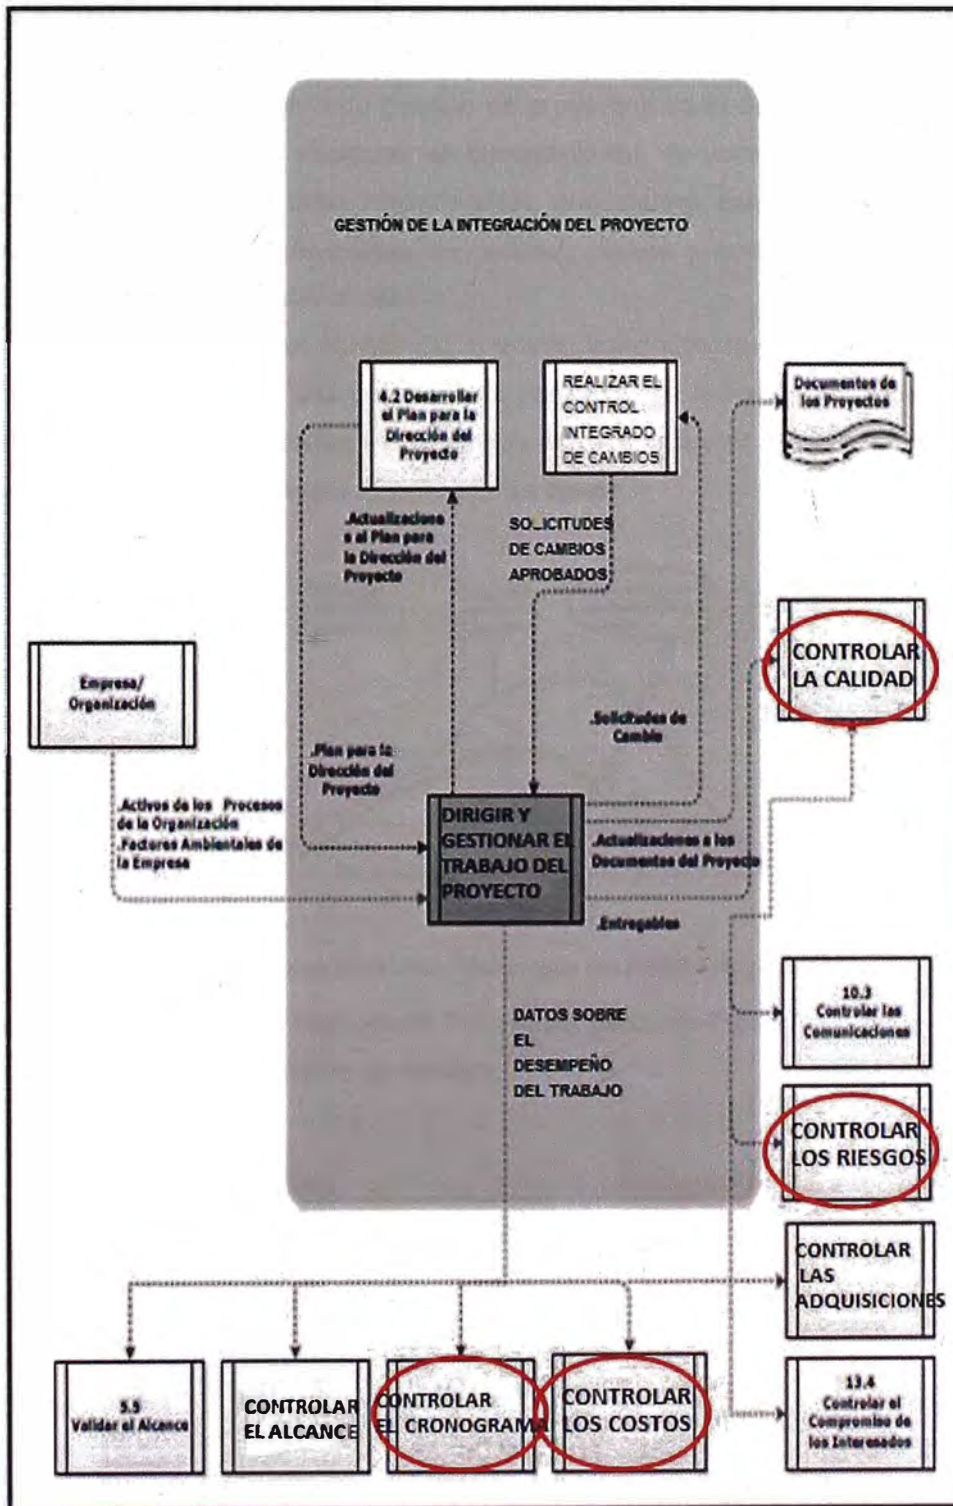 GESTIÓN DE LA INTEGRACIÓN DEL PROYECTO
4.2 Desarrollar
el Plan para la
Dirección del
Proyecto
REALIZAR EL
CONTROL
INTEGRADO
DE CAMBIOS
Documentos de
los Proyectos
.Actualizacione
s al Plan para
la Dirección del
Proyecto
SOLICITUDES
DE CAMBIOS
APROBADOS
CONTROLAR
LA CALIDAD
Empresa/
Organización
.Solicitudes de
Cambio
.Plan para la
Dirección del
Proyecto
.Activos de los Procesos
de la Organización
.Factores Ambientales de
la Empresa
DIRIGIR Y
GESTIONAR EL
TRABAJO DEL
PROYECTO
.Actualizaciones a los
Documentos del Proyecto
.Entregables
10.3
Controlar las
Comunicaciones
DATOS SOBRE
EL
DESEMPEÑO
DEL TRABAJO
CONTROLAR
LOS RIESGOS
CONTROLAR
LAS
ADQUISICIONES
5.5
Validar el Alcance
CONTROLAR
EL ALCANCE
CONTROLAR
EL CRONOGRAMA
CONTROLAR
LOS COSTOS
13.4
Controlar el
Compromiso de
los Interesados